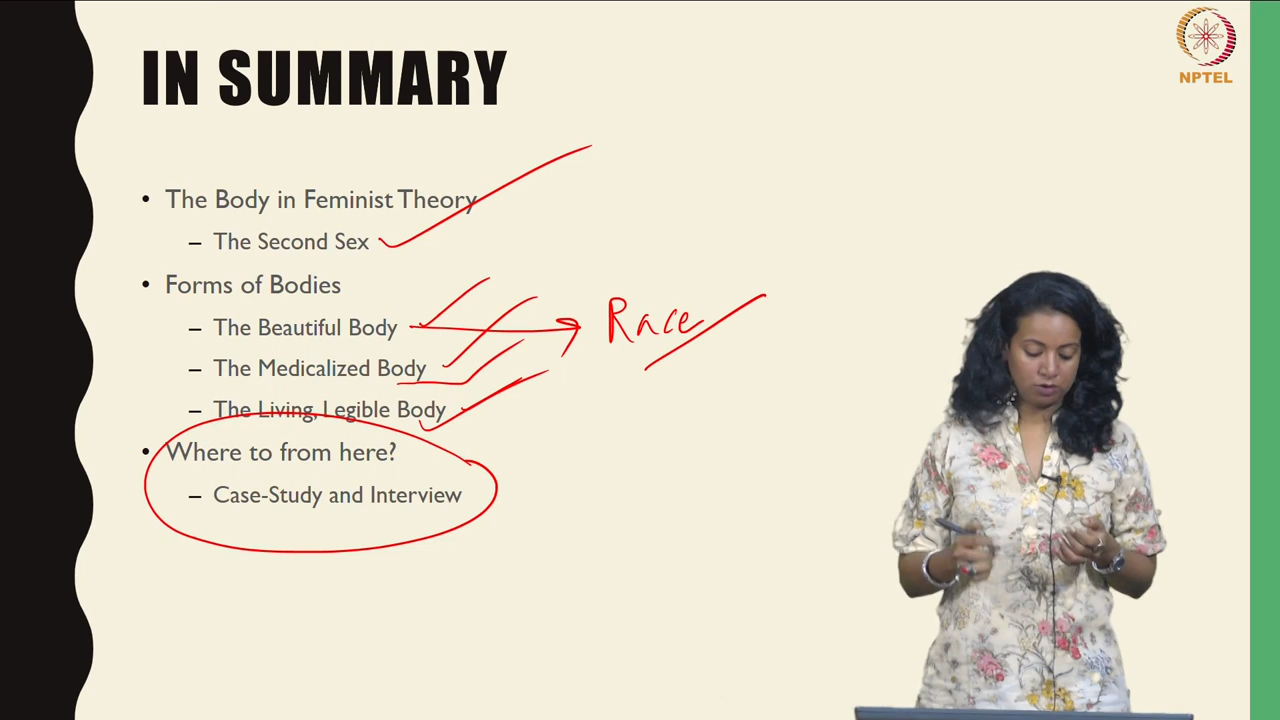 IN SUMMARY
NPTEL
• The Body in Feminist Theory
– The Second Sex
• Forms of Bodies
– The Beautiful Body
Race
– The Medicalized Body
– The Living, Legible Body
• Where to from here?
– Case-Study and Interview